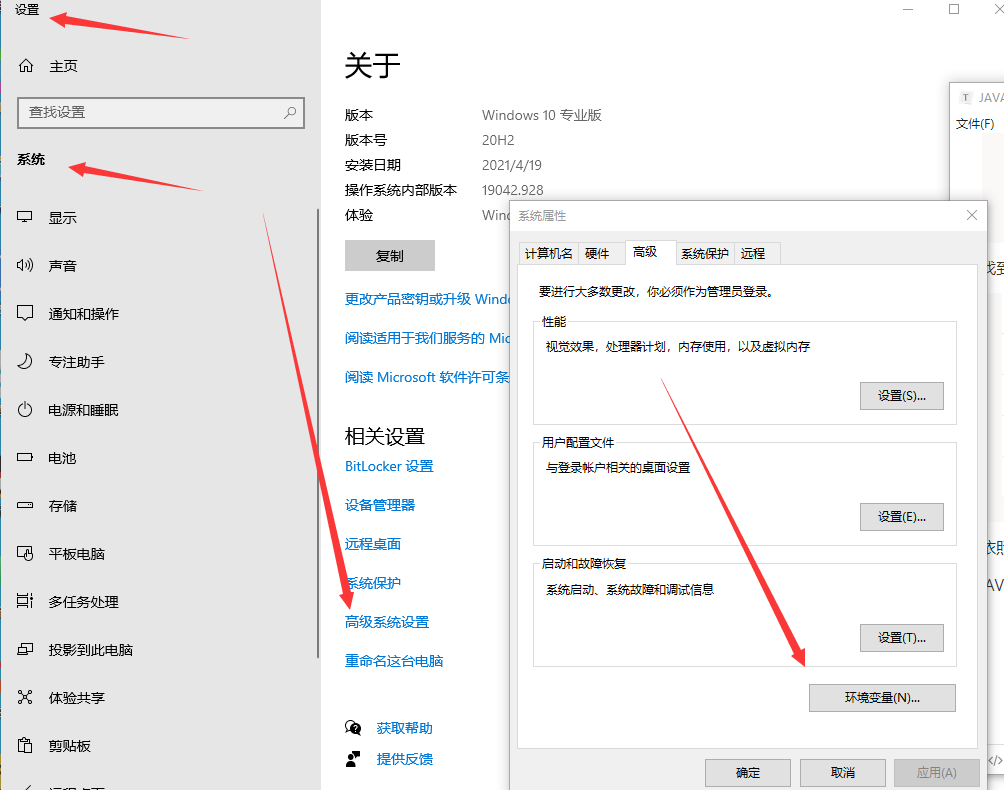 设置
主页
查找设置
系统
显示
声音
通知和操作
专注助手
电源和睡眠
电池
存储
平板电脑
多任务处理
投影到此电脑
体验共享
剪贴板
关于
版本 Windows 10 专业版
版本号 20H2
安装日期 2021/4/19
操作系统内部版本 19042.928
体验
复制
更改产品密钥或升级
阅读适用于我们服务的
阅读 Microsoft 软件许可条
相关设置
BitLocker 设置
设备管理器
远程桌面
系统保护
高级系统设置
重命名这台电脑
获取帮助
提供反馈
系统属性
计算机名 硬件 高级 系统保护 远程
要进行大多数更改，你必须作为管理员登录。
性能
视觉效果，处理器计划，内存使用，以及虚拟内存
设置(S)...
用户配置文件
与登录帐户相关的桌面设置
设置(E)...
启动和故障恢复
系统启动、系统故障和调试信息
设置(T)...
环境变量(N)...
确定 取消 应用(A)
T
文件(F)